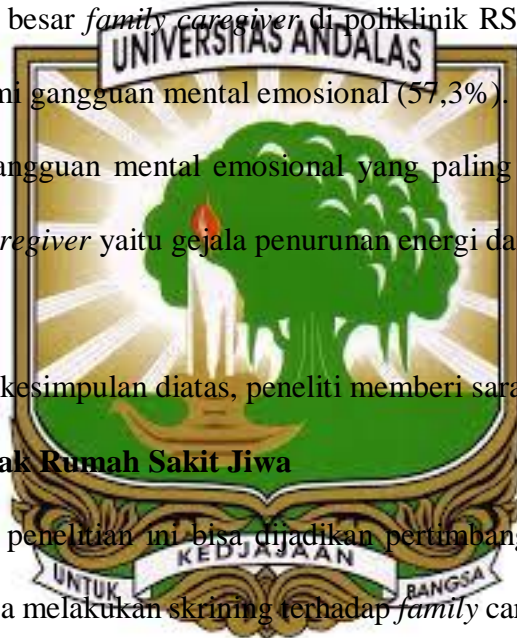 besar family caregiver di poliklinik RS
UNIVERSITAS ANDALAS
mi gangguan mental emosional (57,3%).
angguan mental emosional yang paling
regiver yaitu gejala penurunan energi da
kesimpulan diatas, peneliti memberi sara
ak Rumah Sakit Jiwa
penelitian ini bisa dijadikan pertimbang
KEDJAJAAN
UNTUK BANGSA
a melakukan skrining terhadap family car